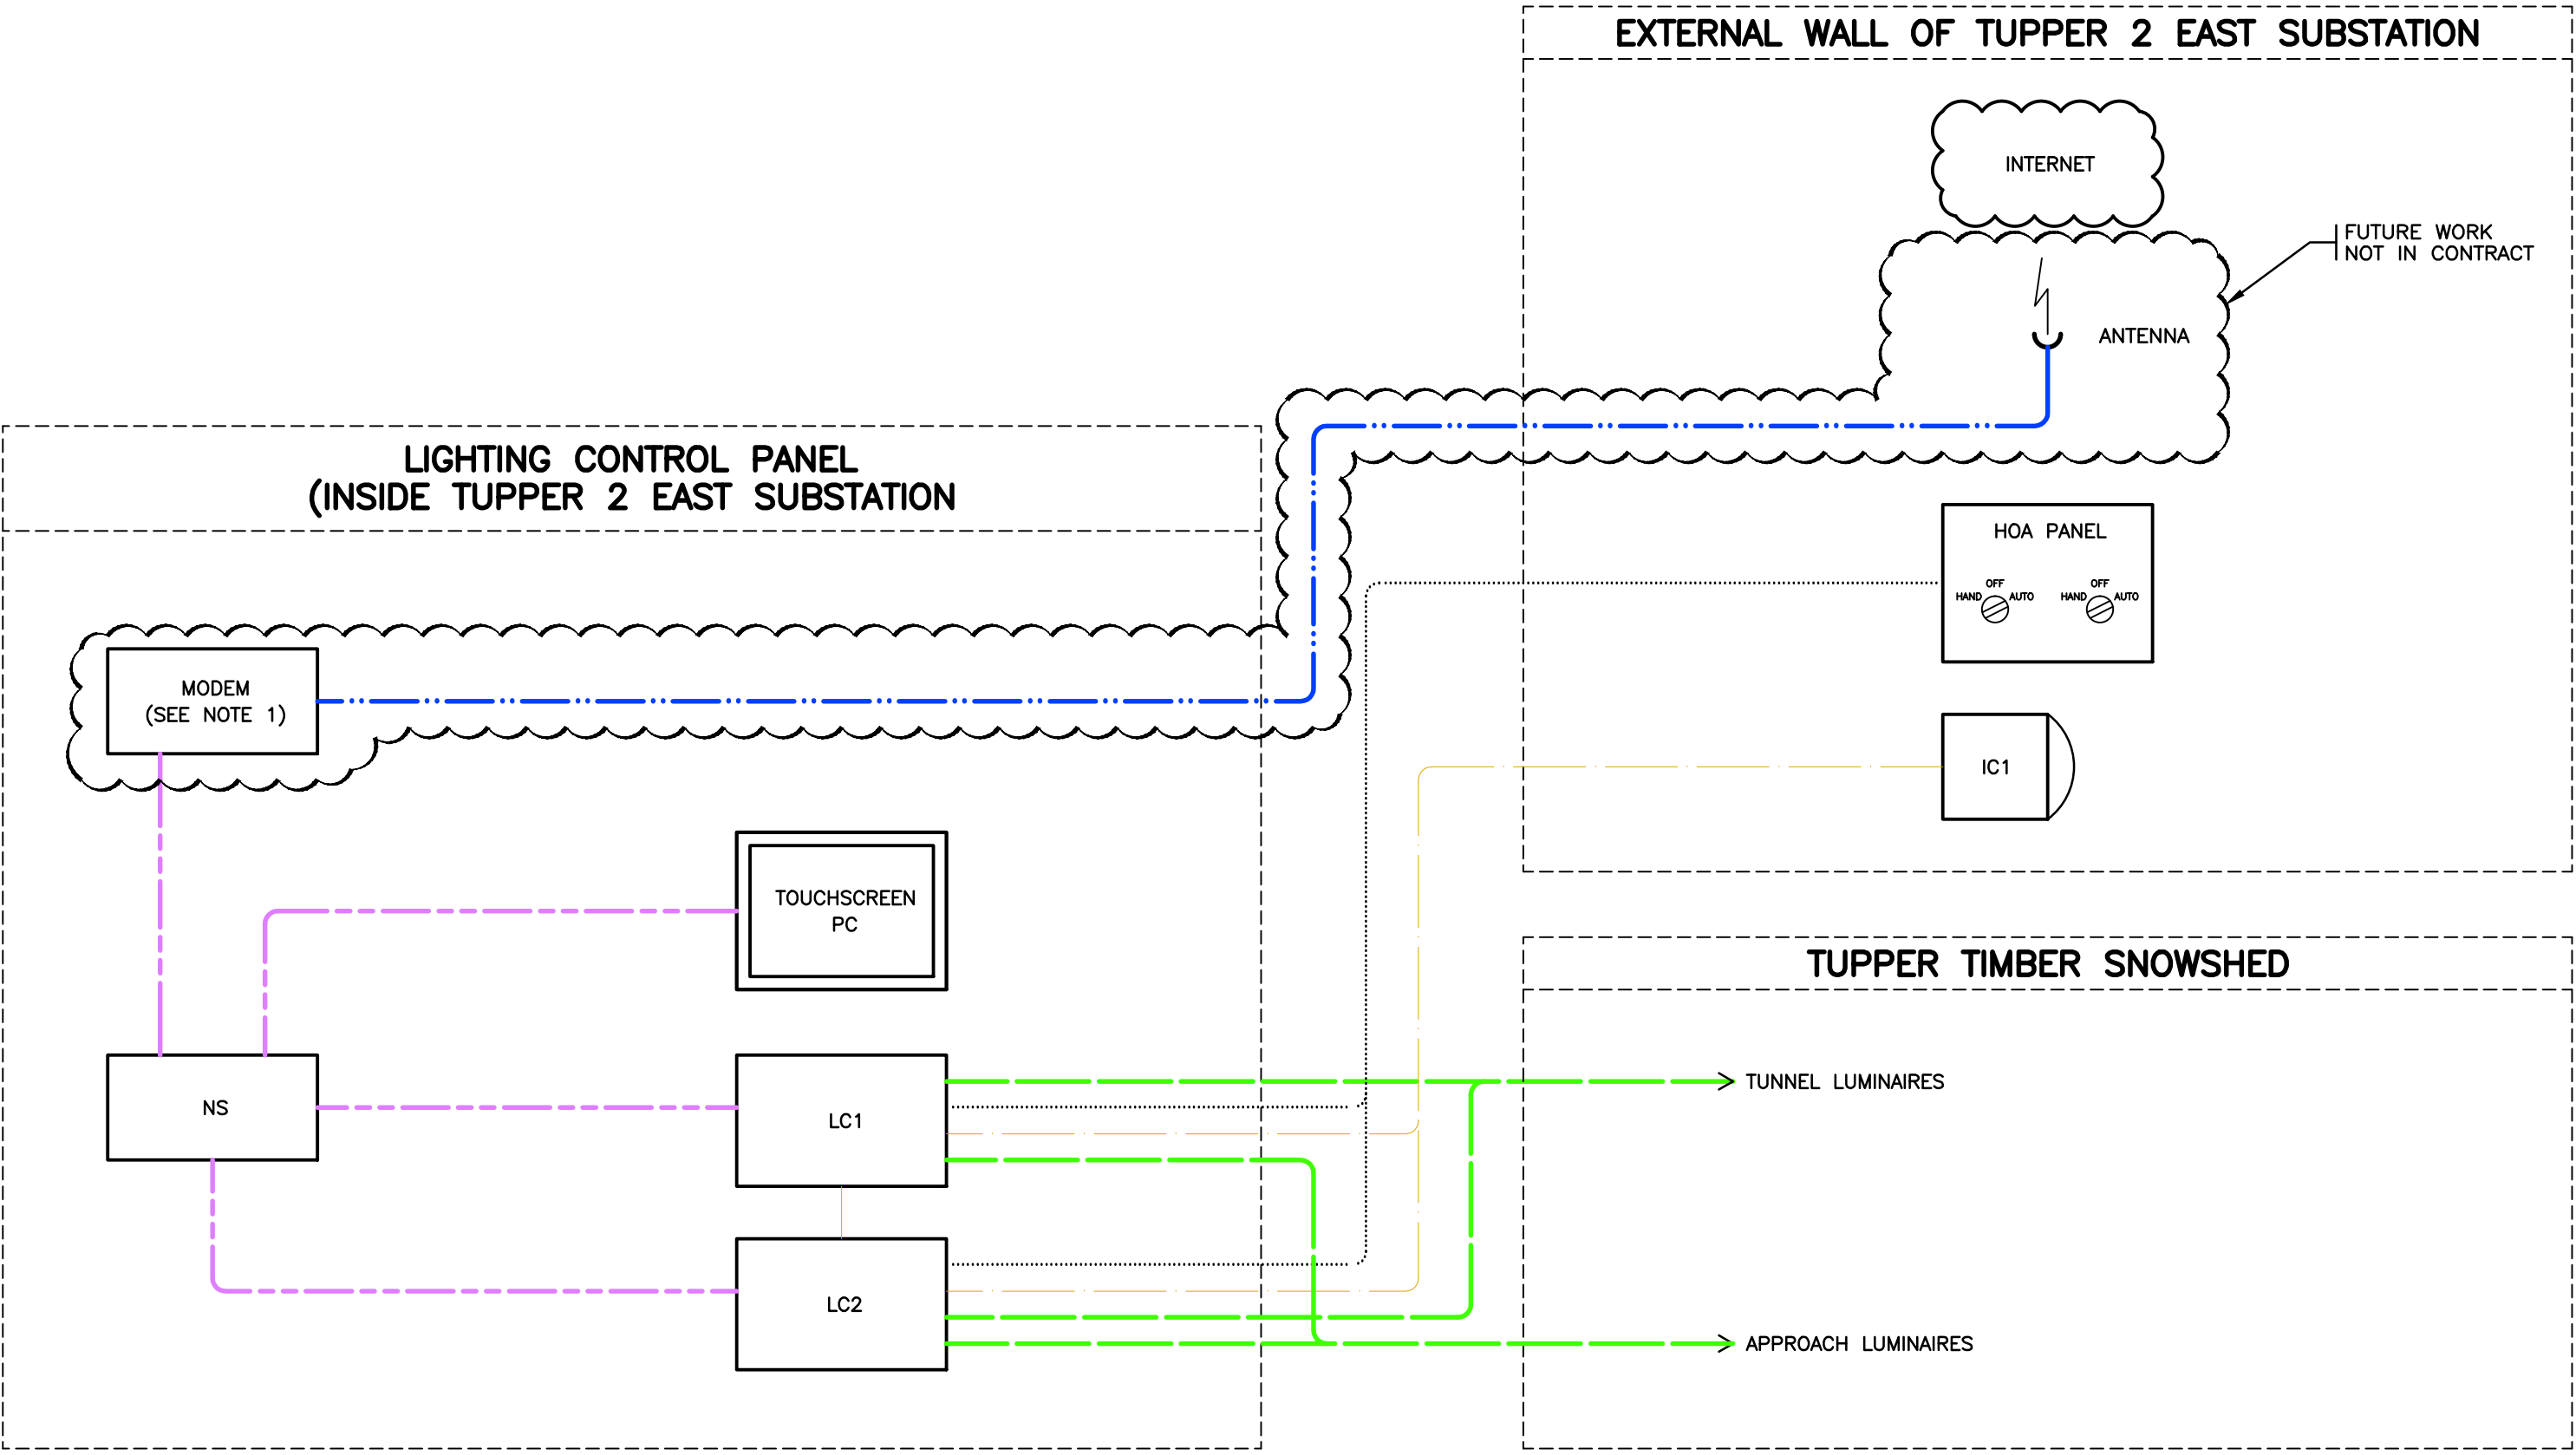 EXTERNAL WALL OF TUPPER 2 EAST SUBSTATION
INTERNET
FUTURE WORK
NOT IN CONTRACT
ANTENNA
LIGHTING CONTROL PANEL
(INSIDE TUPPER 2 EAST SUBSTATION
HOA PANEL
OFF
HAND AUTO
OFF
HAND AUTO
MODEM
(SEE NOTE 1)
IC1
TOUCHSCREEN
PC
TUPPER TIMBER SNOWSHED
NS
LC1
TUNNEL LUMINAIRES
LC2
APPROACH LUMINAIRES